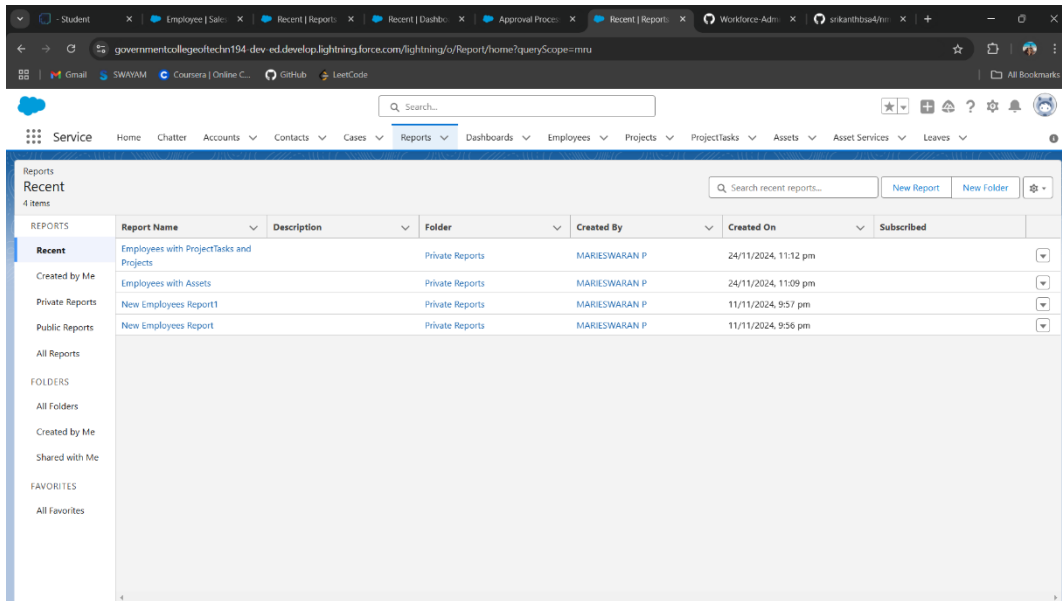 - Student
Employee | Sales
Recent | Reports
Recent | Dashbo
Approval Proces
Recent | Reports
Workforce-Adm
srikanthbsa4/nm
governmentcollegeoftechn194-dev-ed.develop.lightning.force.com/lightning/o/Report/home?queryScope=mru
Gmail SWAYAM Coursera | Online C... GitHub LeetCode All Bookmarks
Search...
Service Home Chatter Accounts Contacts Cases Reports Dashboards Employees Projects ProjectTasks Assets Asset Services Leaves
Reports
Recent
4 items
Search recent reports...
New Report
New Folder
REPORTS
Recent
Created by Me
Private Reports
Public Reports
All Reports
FOLDERS
All Folders
Created by Me
Shared with Me
FAVORITES
All Favorites
Report Name Description Folder Created By Created On Subscribed
Employees with ProjectTasks and
Projects
Private Reports MARIESWARAN P 24/11/2024, 11:12 pm
Employees with Assets Private Reports MARIESWARAN P 24/11/2024, 11:09 pm
New Employees Report1 Private Reports MARIESWARAN P 11/11/2024, 9:57 pm
New Employees Report Private Reports MARIESWARAN P 11/11/2024, 9:56 pm